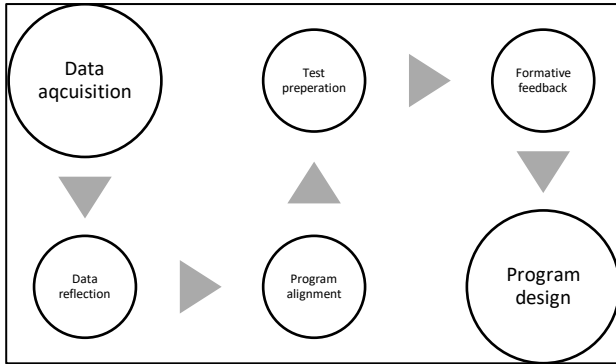 Data
aqcuisition
Data
reflection
Program
alignment
Test
preperation
Formative
feedback
Program
design